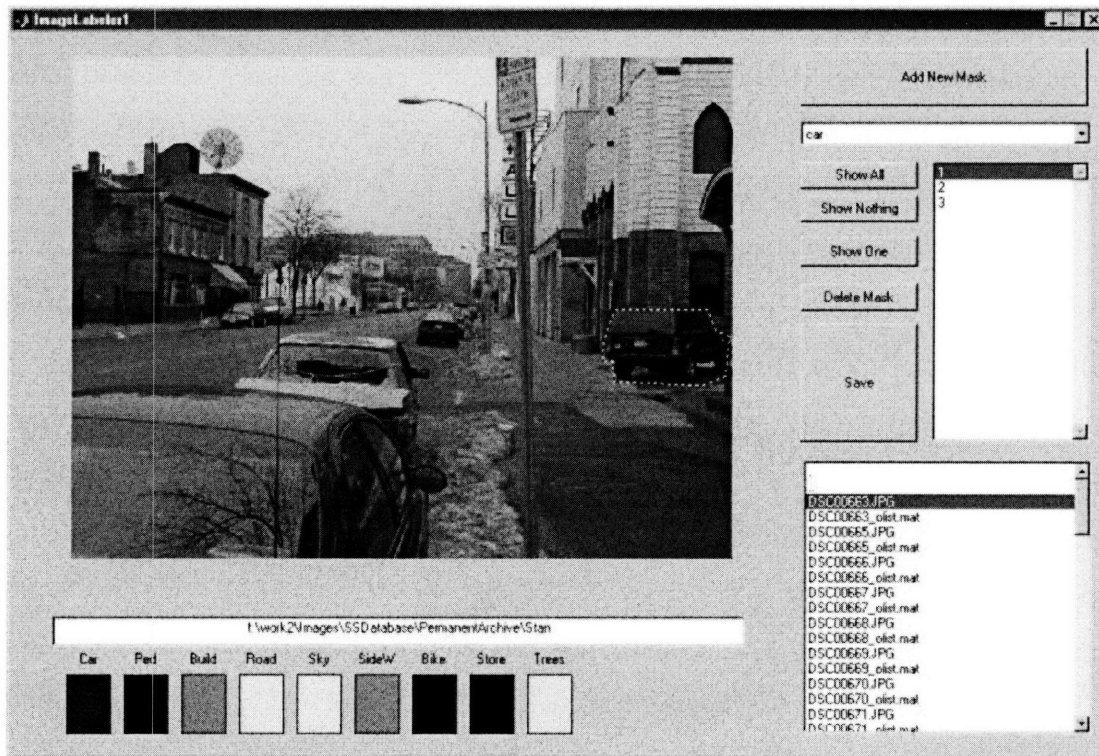 ImageLabeler1
Add New Mask
car
Show All
Show Nothing
Show One
Delete Mask
Save
1
2
3
.
DSC00663.JPG
DSC00663_olist.mat
DSC00665.JPG
DSC00665_olist.mat
DSC00666.JPG
DSC00666_olist.mat
DSC00667.JPG
DSC00667_olist.mat
DSC00668.JPG
DSC00668_olist.mat
DSC00669.JPG
DSC00669_olist.mat
DSC00670.JPG
DSC00670_olist.mat
DSC00671.JPG
DSC00671_olist.mat
t:\work2\Images\SSDatabase\PermanentArchive\Stan
Car Ped Build Road Sky SideW Bike Store Trees